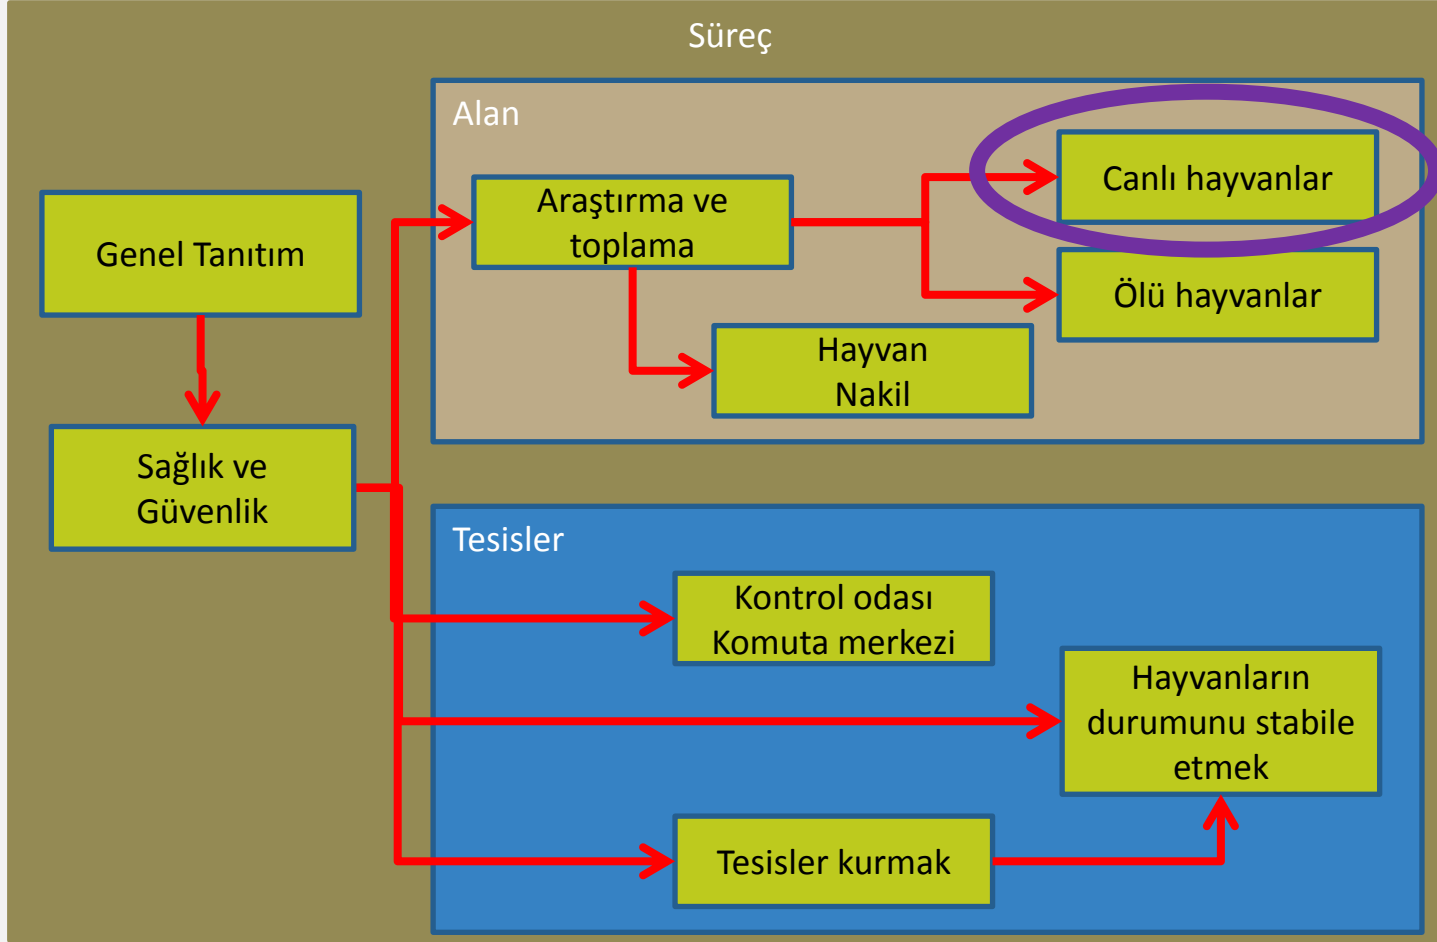 Süreç
Alan
Genel Tanıtım
Sağlık ve
Güvenlik
Araştırma ve
toplama
Canlı hayvanlar
Ölü hayvanlar
Hayvan
Nakil
Tesisler
Kontrol odası
Komuta merkezi
Hayvanların
durumunu stabile
etmek
Tesisler kurmak